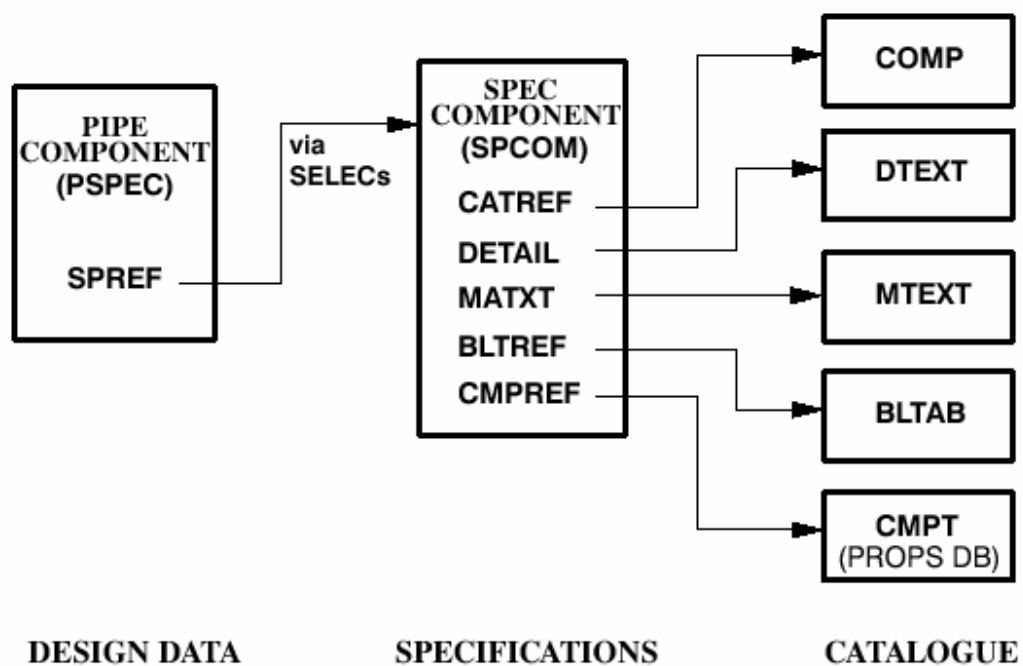 PIPE
COMPONENT
(PSPEC)
SPREF
via
SELECs
SPEC
COMPONENT
(SPCOM)
CATREF
DETAIL
MATXT
BLTREF
CMPREF
COMP
DTEXT
MTEXT
BLTAB
CMPT
(PROPS DB)
DESIGN DATA
SPECIFICATIONS
CATALOGUE